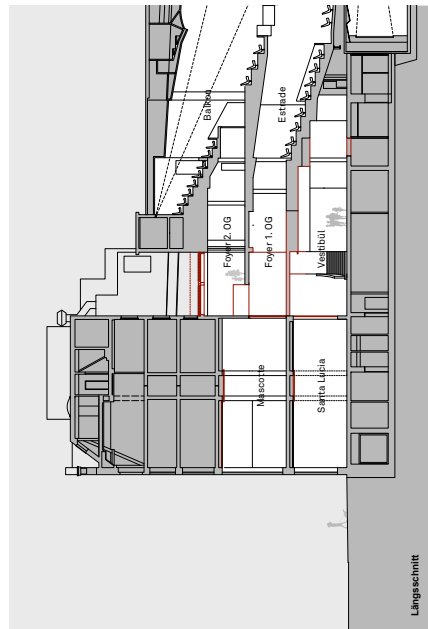 Balkon
Foyer 2. OG
Mascotte
Foyer 1. OG
Estrade
Santa Lucia
Vestibül
Längsschnitt